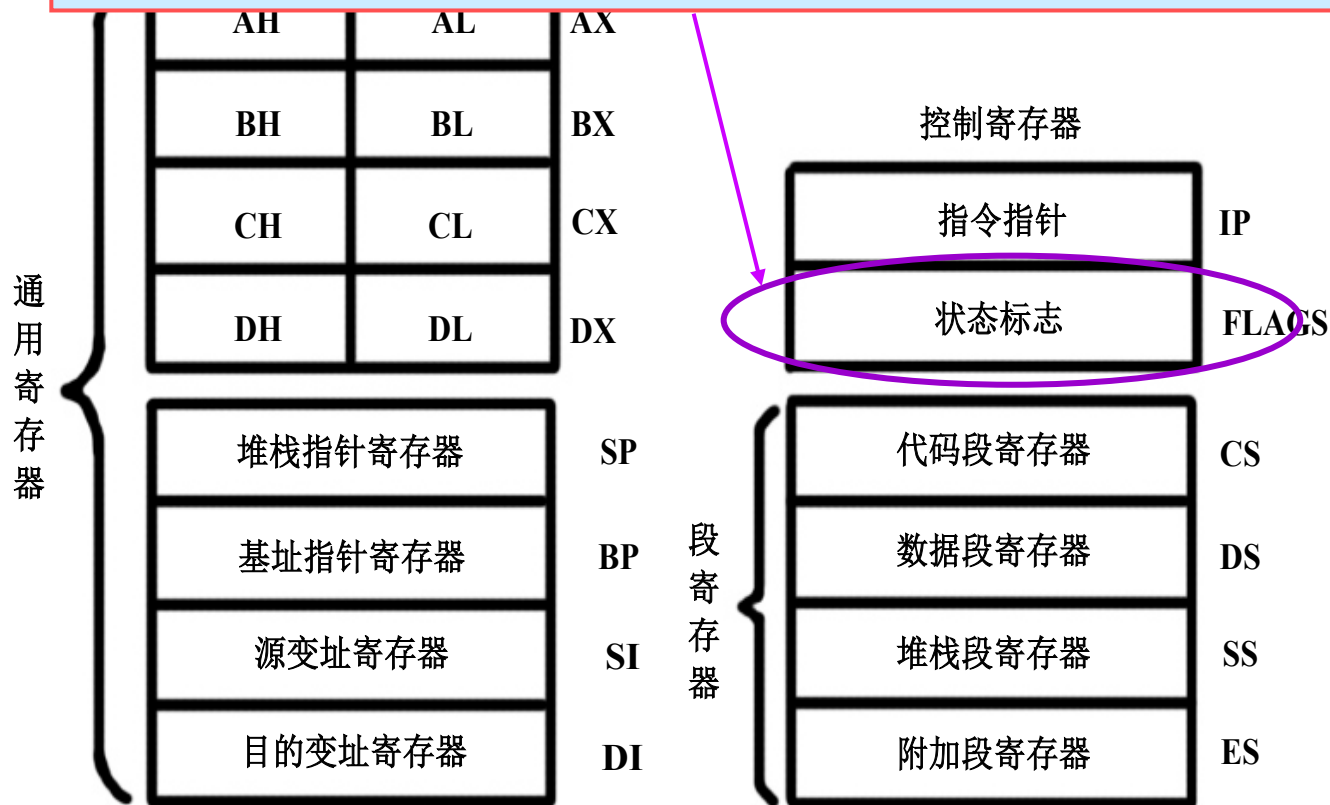 AH AL AX
BH BL BX
CH CL CX
DH DL DX
通用寄存器
堆栈指针寄存器 SP
基址指针寄存器 BP
源变址寄存器 SI
目的变址寄存器 DI
控制寄存器
指令指针 IP
状态标志 FLAGS
段寄存器
代码段寄存器 CS
数据段寄存器 DS
堆栈段寄存器 SS
附加段寄存器 ES